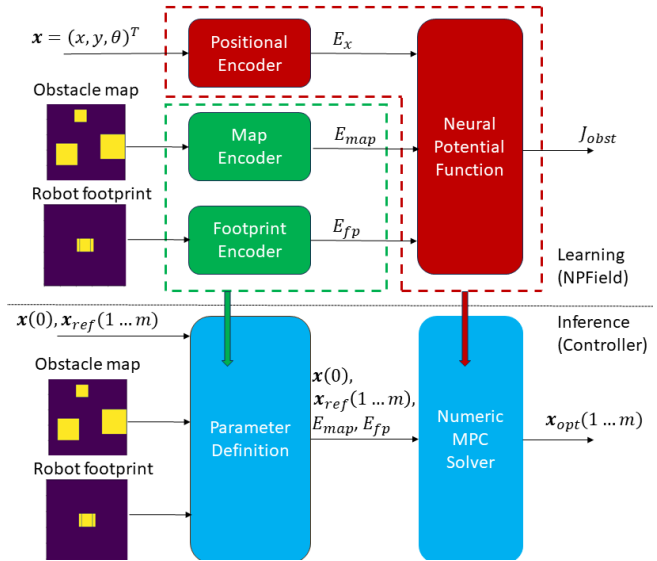 𝒙 = (x, y, θ)^T
Positional
Encoder
E_x
Obstacle map
Map
Encoder
E_map
Neural
Potential
Function
J_obst
Robot footprint
Footprint
Encoder
E_fp
Learning
(NPField)
Inference
(Controller)
𝒙(0), 𝒙_ref(1 … m)
Obstacle map
Parameter
Definition
𝒙(0),
𝒙_ref(1 … m),
E_map, E_fp
Numeric
MPC
Solver
𝒙_opt(1 … m)
Robot footprint